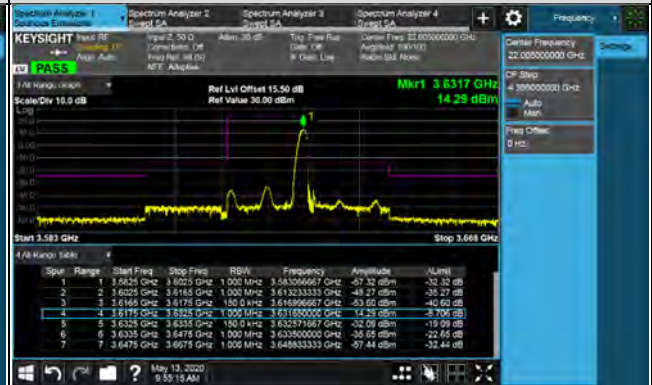 Spectrum Analyzer 1
Spurious Emissions
Spectrum Analyzer 2
Swept SA
Spectrum Analyzer 3
Swept SA
Spectrum Analyzer 4
Swept SA
+
Frequency
KEYSIGHT
Input: RF
Align: Auto
Input Z: 50 Ω
Corrections: Off
Freq Ref: Int (S)
NFE: Adaptive
Atten: 30 dB
Trig: Free Run
Gate: Off
IF Gain: Low
Center Freq: 22.005000000 GHz
Avg|Hold: 100/100
Radio Std: None
PASS
Center Frequency
22.005000000 GHz
Settings
CF Step
4.399000000 GHz
Auto
Man
Freq Offset
0 Hz
3 All Range Graph
Scale/Div 10.0 dB
Ref Lvl Offset 15.50 dB
Ref Value 30.00 dBm
Mkr1 3.6317 GHz
14.29 dBm
Log
1
Start 3.583 GHz
Stop 3.668 GHz
4 All Range Table
Spur Range Start Freq Stop Freq RBW Frequency Amplitude ΔLimit
1 1 3.5825 GHz 3.6025 GHz 1.000 MHz 3.583066667 GHz -57.32 dBm -32.32 dB
2 2 3.6025 GHz 3.6165 GHz 1.000 MHz 3.613233333 GHz -48.27 dBm -35.27 dB
3 3 3.6165 GHz 3.6175 GHz 150.0 kHz 3.616996667 GHz -53.60 dBm -40.60 dB
4 4 3.6175 GHz 3.6325 GHz 1.000 MHz 3.631650000 GHz 14.29 dBm -8.706 dB
5 5 3.6325 GHz 3.6335 GHz 150.0 kHz 3.632571667 GHz -32.09 dBm -19.09 dB
6 6 3.6335 GHz 3.6475 GHz 1.000 MHz 3.633500000 GHz -35.65 dBm -22.65 dB
7 7 3.6475 GHz 3.6675 GHz 1.000 MHz 3.648833333 GHz -57.44 dBm -32.44 dB
?
May 13, 2020
9:55:15 AM